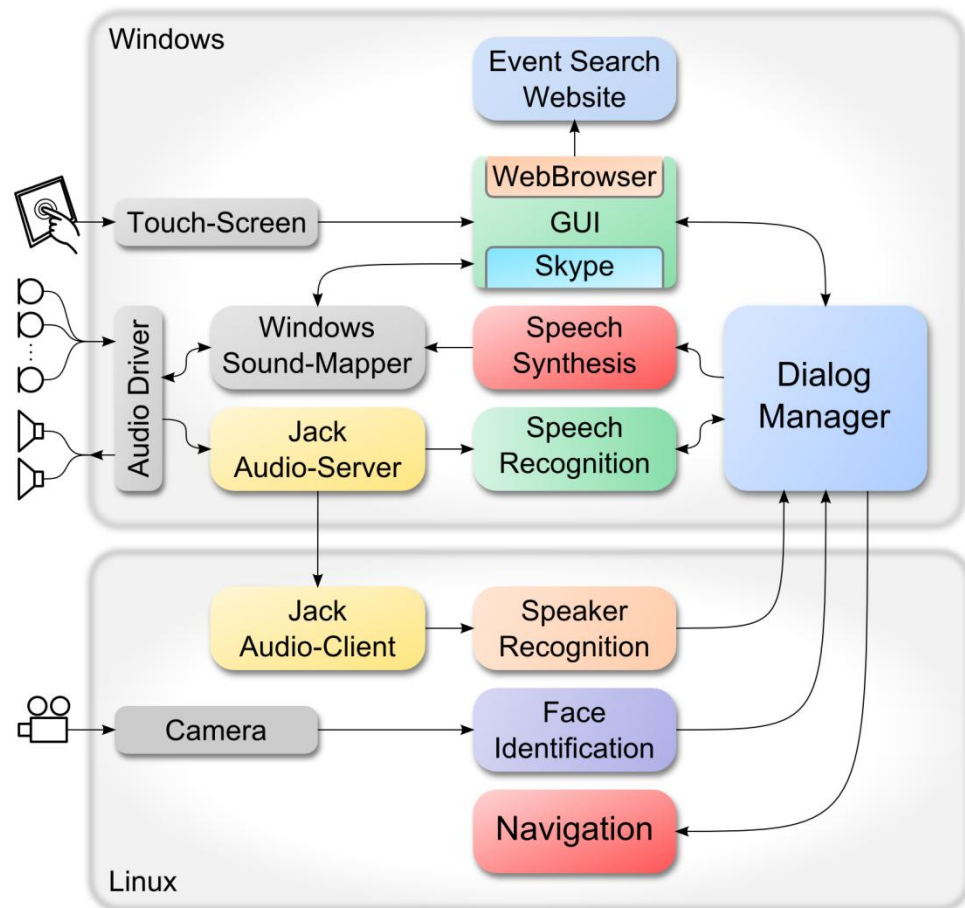 Windows
Event Search
Website
WebBrowser
GUI
Skype
Touch-Screen
Audio Driver
Windows
Sound-Mapper
Speech
Synthesis
Dialog
Manager
Jack
Audio-Server
Speech
Recognition
Jack
Audio-Client
Speaker
Recognition
Camera
Face
Identification
Navigation
Linux